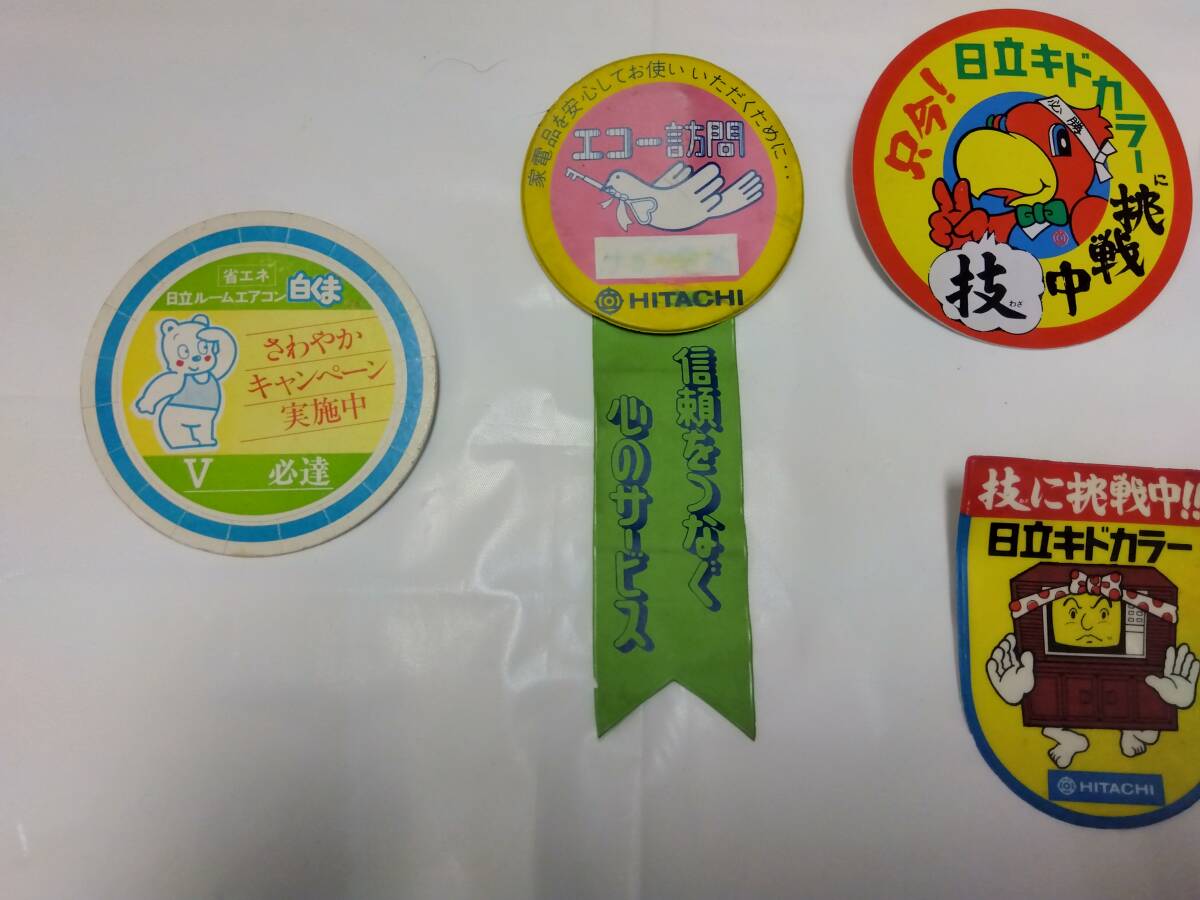 省エネ
日立ルームエアコン 白くま
さわやか
キャンペーン
実施中
V 必達
家電品を安心してお使いいただくために・・
エコー訪問
HITACHI
信頼をつなぐ
心のサービス
只今!
日立キドカラーに
必勝
挑戦中
技
わざ
技に挑戦中!!
日立キドカラー
HITACHI